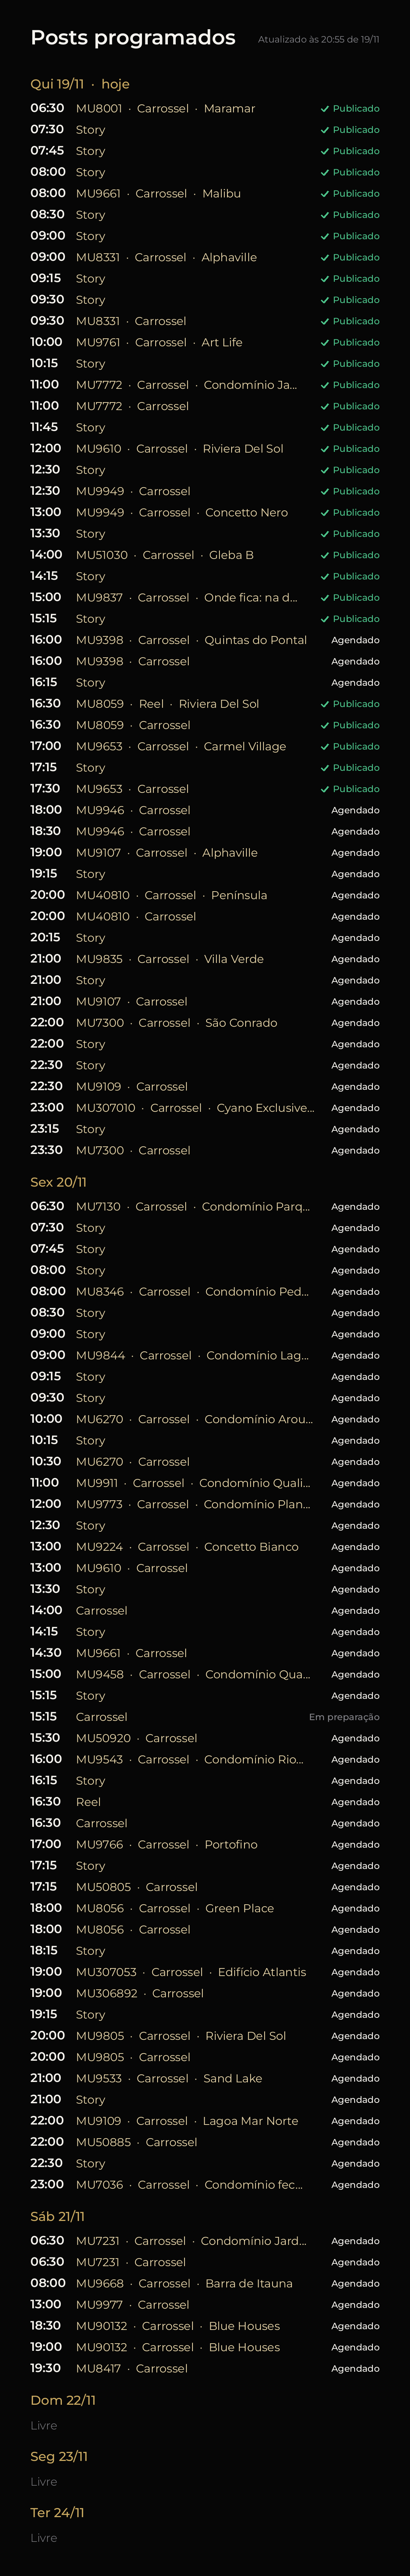 Posts programados Atualizado às 20:55 de 19/11
Qui 19/11 · hoje
06:30 MU8001 · Carrossel · Maramar ✓ Publicado
07:30 Story ✓ Publicado
07:45 Story ✓ Publicado
08:00 Story ✓ Publicado
08:00 MU9661 · Carrossel · Malibu ✓ Publicado
08:30 Story ✓ Publicado
09:00 Story ✓ Publicado
09:00 MU8331 · Carrossel · Alphaville ✓ Publicado
09:15 Story ✓ Publicado
09:30 Story ✓ Publicado
09:30 MU8331 · Carrossel ✓ Publicado
10:00 MU9761 · Carrossel · Art Life ✓ Publicado
10:15 Story ✓ Publicado
11:00 MU7772 · Carrossel · Condomínio Ja... ✓ Publicado
11:00 MU7772 · Carrossel ✓ Publicado
11:45 Story ✓ Publicado
12:00 MU9610 · Carrossel · Riviera Del Sol ✓ Publicado
12:30 Story ✓ Publicado
12:30 MU9949 · Carrossel ✓ Publicado
13:00 MU9949 · Carrossel · Concetto Nero ✓ Publicado
13:30 Story ✓ Publicado
14:00 MU51030 · Carrossel · Gleba B ✓ Publicado
14:15 Story ✓ Publicado
15:00 MU9837 · Carrossel · Onde fica: na d... ✓ Publicado
15:15 Story ✓ Publicado
16:00 MU9398 · Carrossel · Quintas do Pontal Agendado
16:00 MU9398 · Carrossel Agendado
16:15 Story Agendado
16:30 MU8059 · Reel · Riviera Del Sol ✓ Publicado
16:30 MU8059 · Carrossel ✓ Publicado
17:00 MU9653 · Carrossel · Carmel Village ✓ Publicado
17:15 Story ✓ Publicado
17:30 MU9653 · Carrossel ✓ Publicado
18:00 MU9946 · Carrossel Agendado
18:30 MU9946 · Carrossel Agendado
19:00 MU9107 · Carrossel · Alphaville Agendado
19:15 Story Agendado
20:00 MU40810 · Carrossel · Península Agendado
20:00 MU40810 · Carrossel Agendado
20:15 Story Agendado
21:00 MU9835 · Carrossel · Villa Verde Agendado
21:00 Story Agendado
21:00 MU9107 · Carrossel Agendado
22:00 MU7300 · Carrossel · São Conrado Agendado
22:00 Story Agendado
22:30 Story Agendado
22:30 MU9109 · Carrossel Agendado
23:00 MU307010 · Carrossel · Cyano Exclusive... Agendado
23:15 Story Agendado
23:30 MU7300 · Carrossel Agendado
Sex 20/11
06:30 MU7130 · Carrossel · Condomínio Parq... Agendado
07:30 Story Agendado
07:45 Story Agendado
08:00 Story Agendado
08:00 MU8346 · Carrossel · Condomínio Ped... Agendado
08:30 Story Agendado
09:00 Story Agendado
09:00 MU9844 · Carrossel · Condomínio Lag... Agendado
09:15 Story Agendado
09:30 Story Agendado
10:00 MU6270 · Carrossel · Condomínio Arou... Agendado
10:15 Story Agendado
10:30 MU6270 · Carrossel Agendado
11:00 MU9911 · Carrossel · Condomínio Quali... Agendado
12:00 MU9773 · Carrossel · Condomínio Plan... Agendado
12:30 Story Agendado
13:00 MU9224 · Carrossel · Concetto Bianco Agendado
13:00 MU9610 · Carrossel Agendado
13:30 Story Agendado
14:00 Carrossel Agendado
14:15 Story Agendado
14:30 MU9661 · Carrossel Agendado
15:00 MU9458 · Carrossel · Condomínio Qua... Agendado
15:15 Story Agendado
15:15 Carrossel Em preparação
15:30 MU50920 · Carrossel Agendado
16:00 MU9543 · Carrossel · Condomínio Rio... Agendado
16:15 Story Agendado
16:30 Reel Agendado
16:30 Carrossel Agendado
17:00 MU9766 · Carrossel · Portofino Agendado
17:15 Story Agendado
17:15 MU50805 · Carrossel Agendado
18:00 MU8056 · Carrossel · Green Place Agendado
18:00 MU8056 · Carrossel Agendado
18:15 Story Agendado
19:00 MU307053 · Carrossel · Edifício Atlantis Agendado
19:00 MU306892 · Carrossel Agendado
19:15 Story Agendado
20:00 MU9805 · Carrossel · Riviera Del Sol Agendado
20:00 MU9805 · Carrossel Agendado
21:00 MU9533 · Carrossel · Sand Lake Agendado
21:00 Story Agendado
22:00 MU9109 · Carrossel · Lagoa Mar Norte Agendado
22:00 MU50885 · Carrossel Agendado
22:30 Story Agendado
23:00 MU7036 · Carrossel · Condomínio fec... Agendado
Sáb 21/11
06:30 MU7231 · Carrossel · Condomínio Jard... Agendado
06:30 MU7231 · Carrossel Agendado
08:00 MU9668 · Carrossel · Barra de Itauna Agendado
13:00 MU9977 · Carrossel Agendado
18:30 MU90132 · Carrossel · Blue Houses Agendado
19:00 MU90132 · Carrossel · Blue Houses Agendado
19:30 MU8417 · Carrossel Agendado
Dom 22/11
Livre
Seg 23/11
Livre
Ter 24/11
Livre